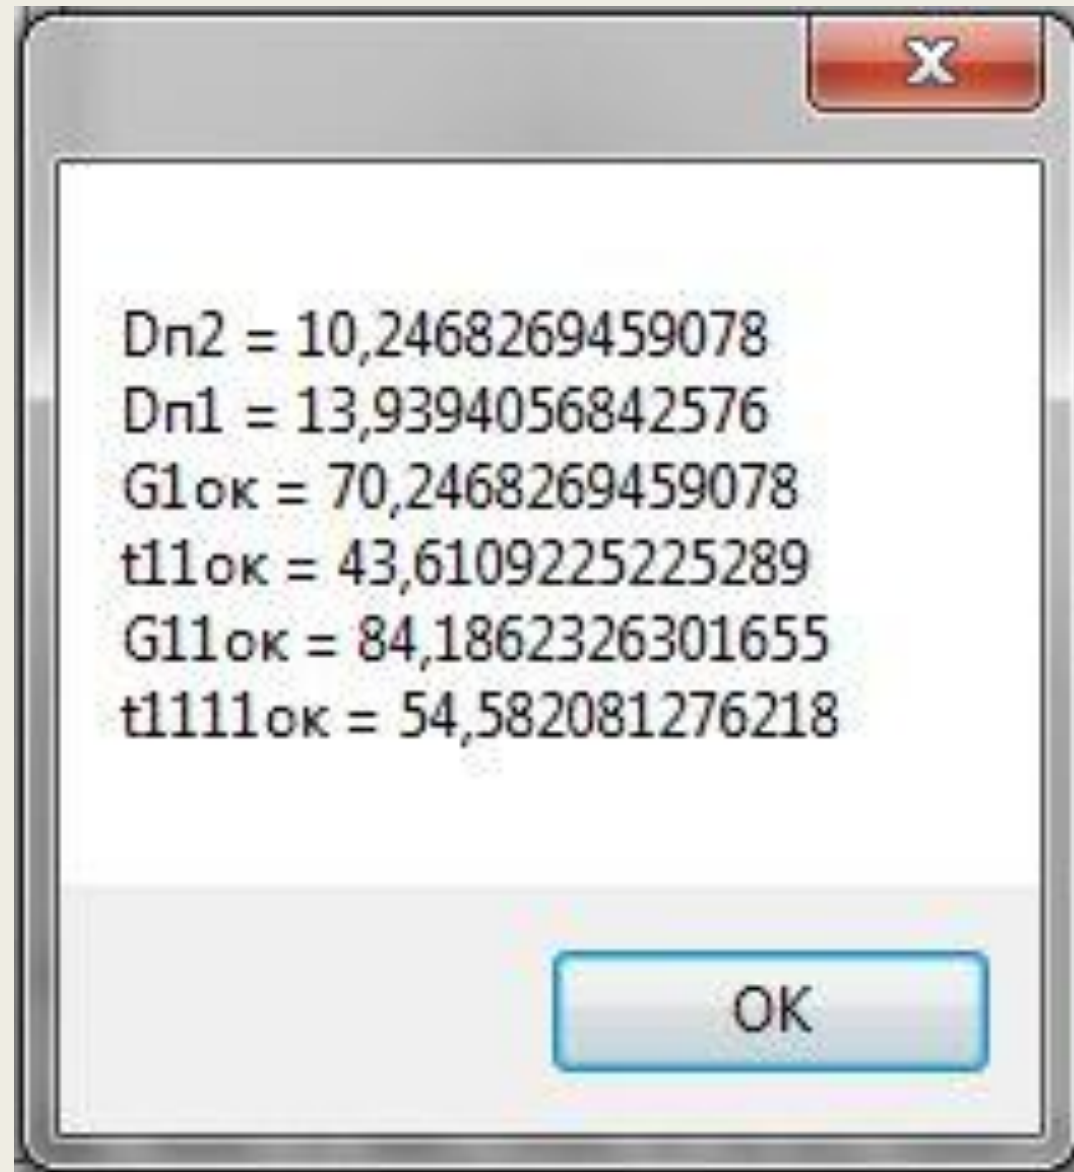 Dп2 = 10,2468269459078
Dп1 = 13,9394056842576
G1ок = 70,2468269459078
t11ок = 43,6109225225289
G11ок = 84,1862326301655
t1111ок = 54,582081276218
OK